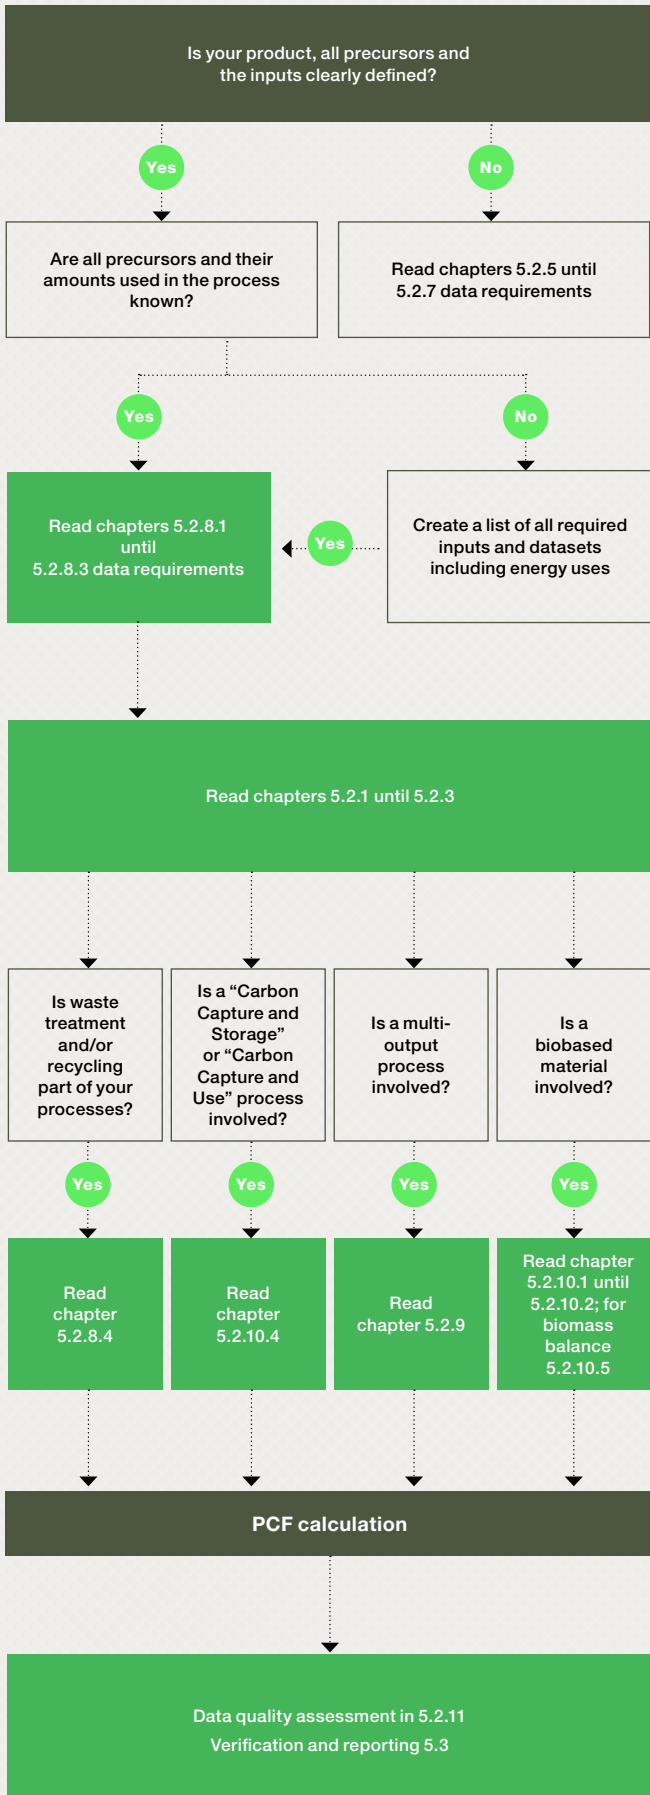 Is your product, all precursors and
the inputs clearly defined?
Yes
No
Are all precursors and their
amounts used in the process
known?
Read chapters 5.2.5 until
5.2.7 data requirements
Yes
No
Read chapters 5.2.8.1
until
5.2.8.3 data requirements
Yes
Create a list of all required
inputs and datasets
including energy uses
Read chapters 5.2.1 until 5.2.3
Is waste
treatment
and/or
recycling
part of your
processes?
Is a “Carbon
Capture and
Storage”
or “Carbon
Capture and
Use” process
involved?
Is a multi-
output
process
involved?
Is a
biobased
material
involved?
Yes
Yes
Yes
Yes
Read
chapter
5.2.8.4
Read
chapter
5.2.10.4
Read
chapter 5.2.9
Read chapter
5.2.10.1 until
5.2.10.2; for
biomass
balance
5.2.10.5
PCF calculation
Data quality assessment in 5.2.11
Verification and reporting 5.3